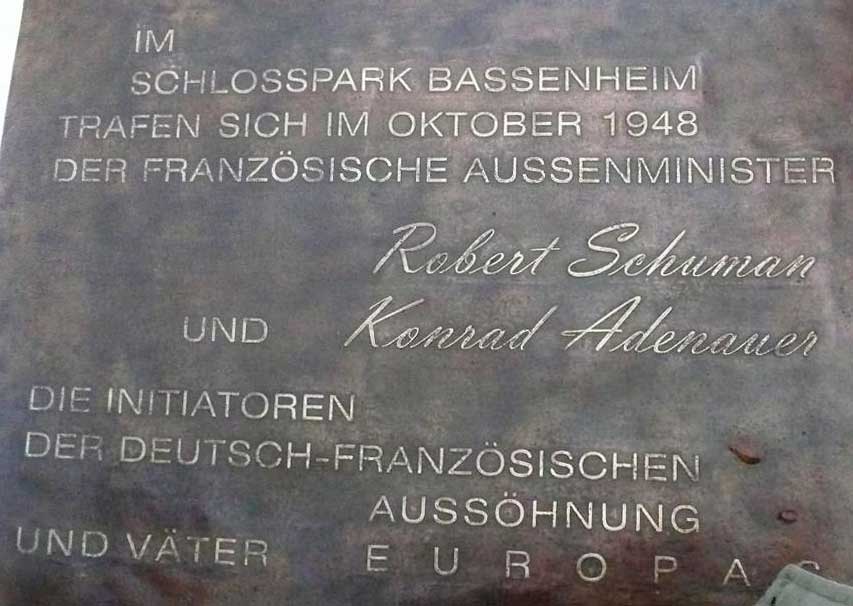 IM
SCHLOSSPARK BASSENHEIM
TRAFEN SICH IM OKTOBER 1948
DER FRANZÖSISCHE AUSSENMINISTER
Robert Schuman
UND Konrad Adenauer
DIE INITIATOREN
DER DEUTSCH-FRANZÖSISCHEN
AUSSÖHNUNG
UND VÄTER EUROPAS